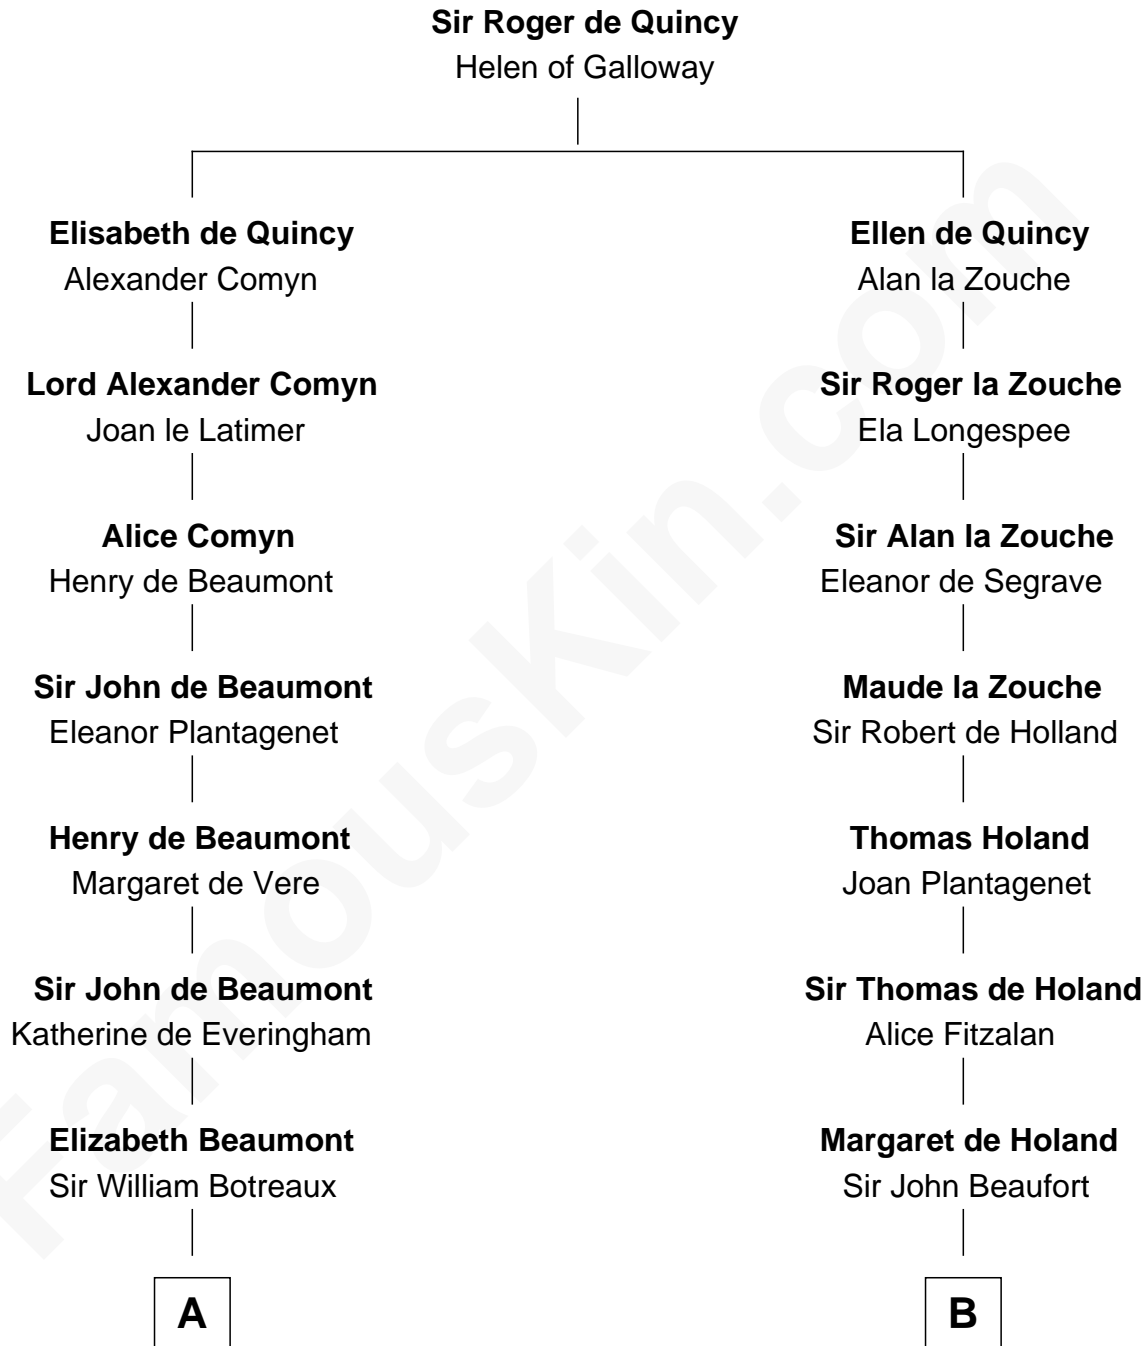 Sir Roger de Quincy
Helen of Galloway
Elisabeth de Quincy
Alexander Comyn
Ellen de Quincy
Alan la Zouche
Lord Alexander Comyn
Joan le Latimer
Sir Roger la Zouche
Ela Longespee
Alice Comyn
Henry de Beaumont
Sir Alan la Zouche
Eleanor de Segrave
Sir John de Beaumont
Eleanor Plantagenet
Maude la Zouche
Sir Robert de Holland
Henry de Beaumont
Margaret de Vere
Thomas Holand
Joan Plantagenet
Sir John de Beaumont
Katherine de Everingham
Sir Thomas de Holand
Alice Fitzalan
Elizabeth Beaumont
Sir William Botreaux
Margaret de Holand
Sir John Beaufort
A
B
FamousKin.com